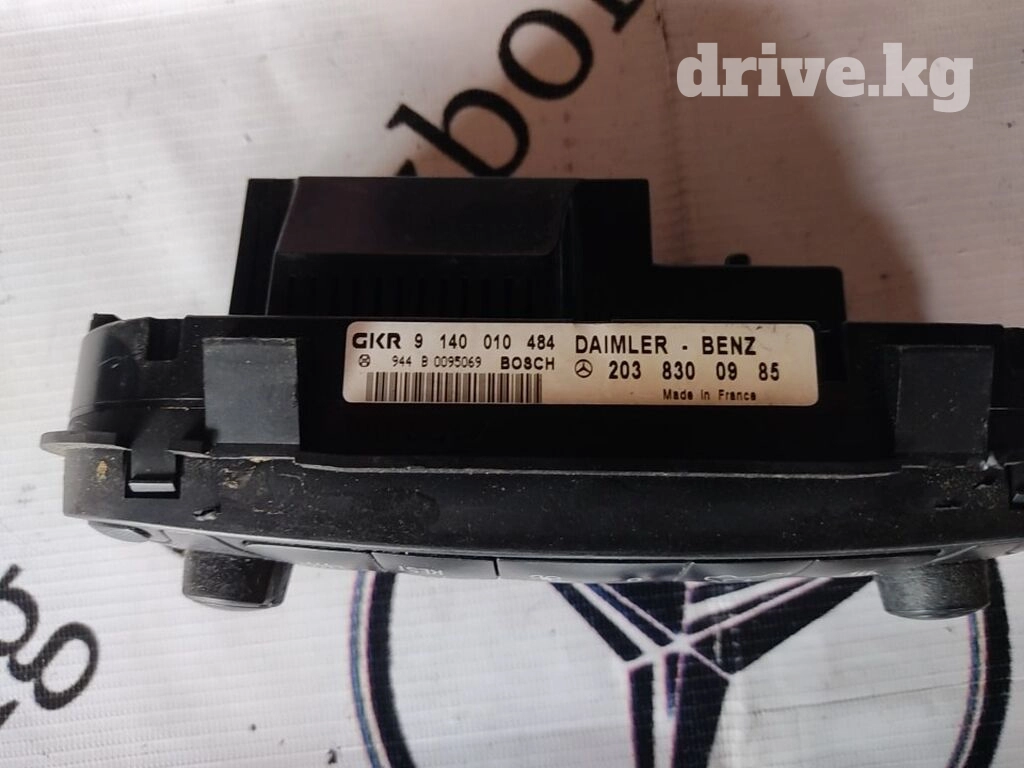 drive.kg
GKR 9 140 010 484 DAIMLER - BENZ
944 B 0095069 BOSCH 203 830 09 85
Made in France
REST